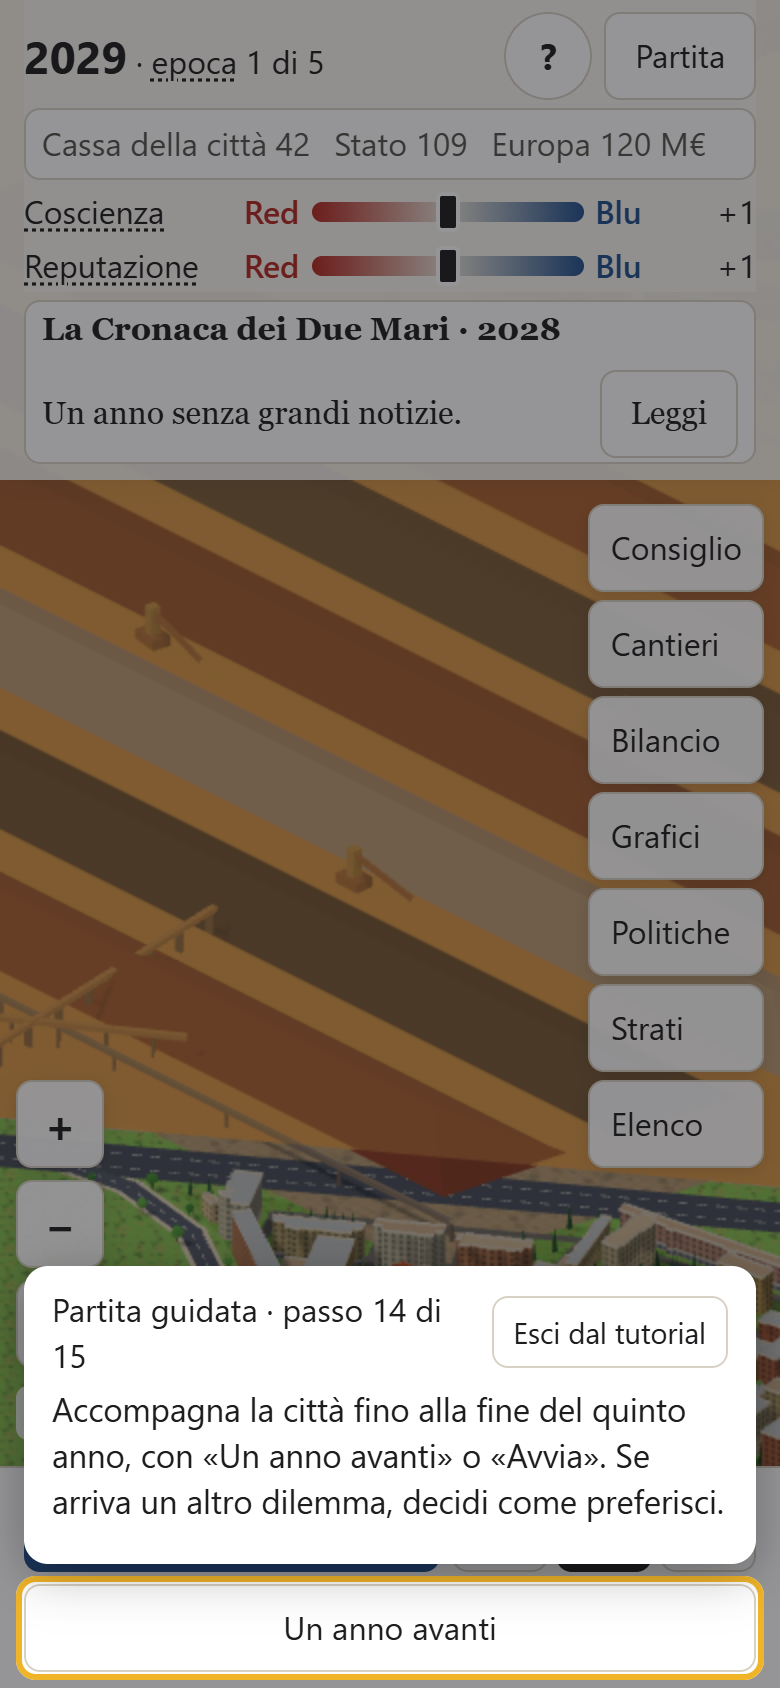 2029 · epoca 1 di 5
?
Partita
Cassa della città 42 Stato 109 Europa 120 M€
Coscienza Red Blu +1
Reputazione Red Blu +1
La Cronaca dei Due Mari · 2028
Un anno senza grandi notizie.
Leggi
Consiglio
Cantieri
Bilancio
Grafici
Politiche
Strati
Elenco
+
−
Partita guidata · passo 14 di
15
Esci dal tutorial
Accompagna la città fino alla fine del quinto
anno, con «Un anno avanti» o «Avvia». Se
arriva un altro dilemma, decidi come preferisci.
Un anno avanti